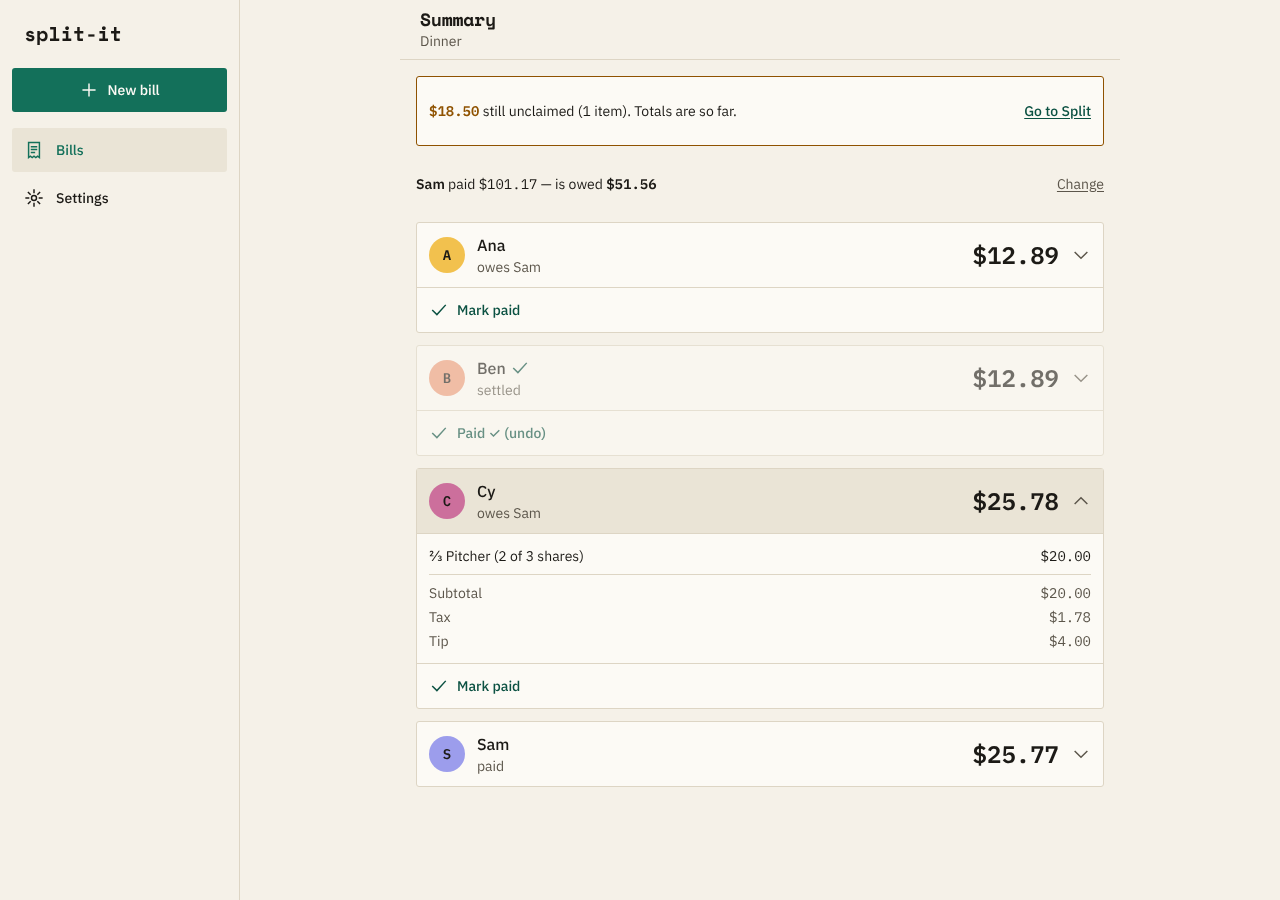 split-it
New bill
Bills
Settings
Summary
Dinner
$18.50 still unclaimed (1 item). Totals are so far.
Go to Split
Sam paid $101.17 — is owed $51.56
Change
A
Ana
owes Sam
$12.89
Mark paid
B
Ben ✓
settled
$12.89
Paid ✓ (undo)
C
Cy
owes Sam
$25.78
⅔ Pitcher (2 of 3 shares) $20.00
Subtotal $20.00
Tax $1.78
Tip $4.00
Mark paid
S
Sam
paid
$25.77